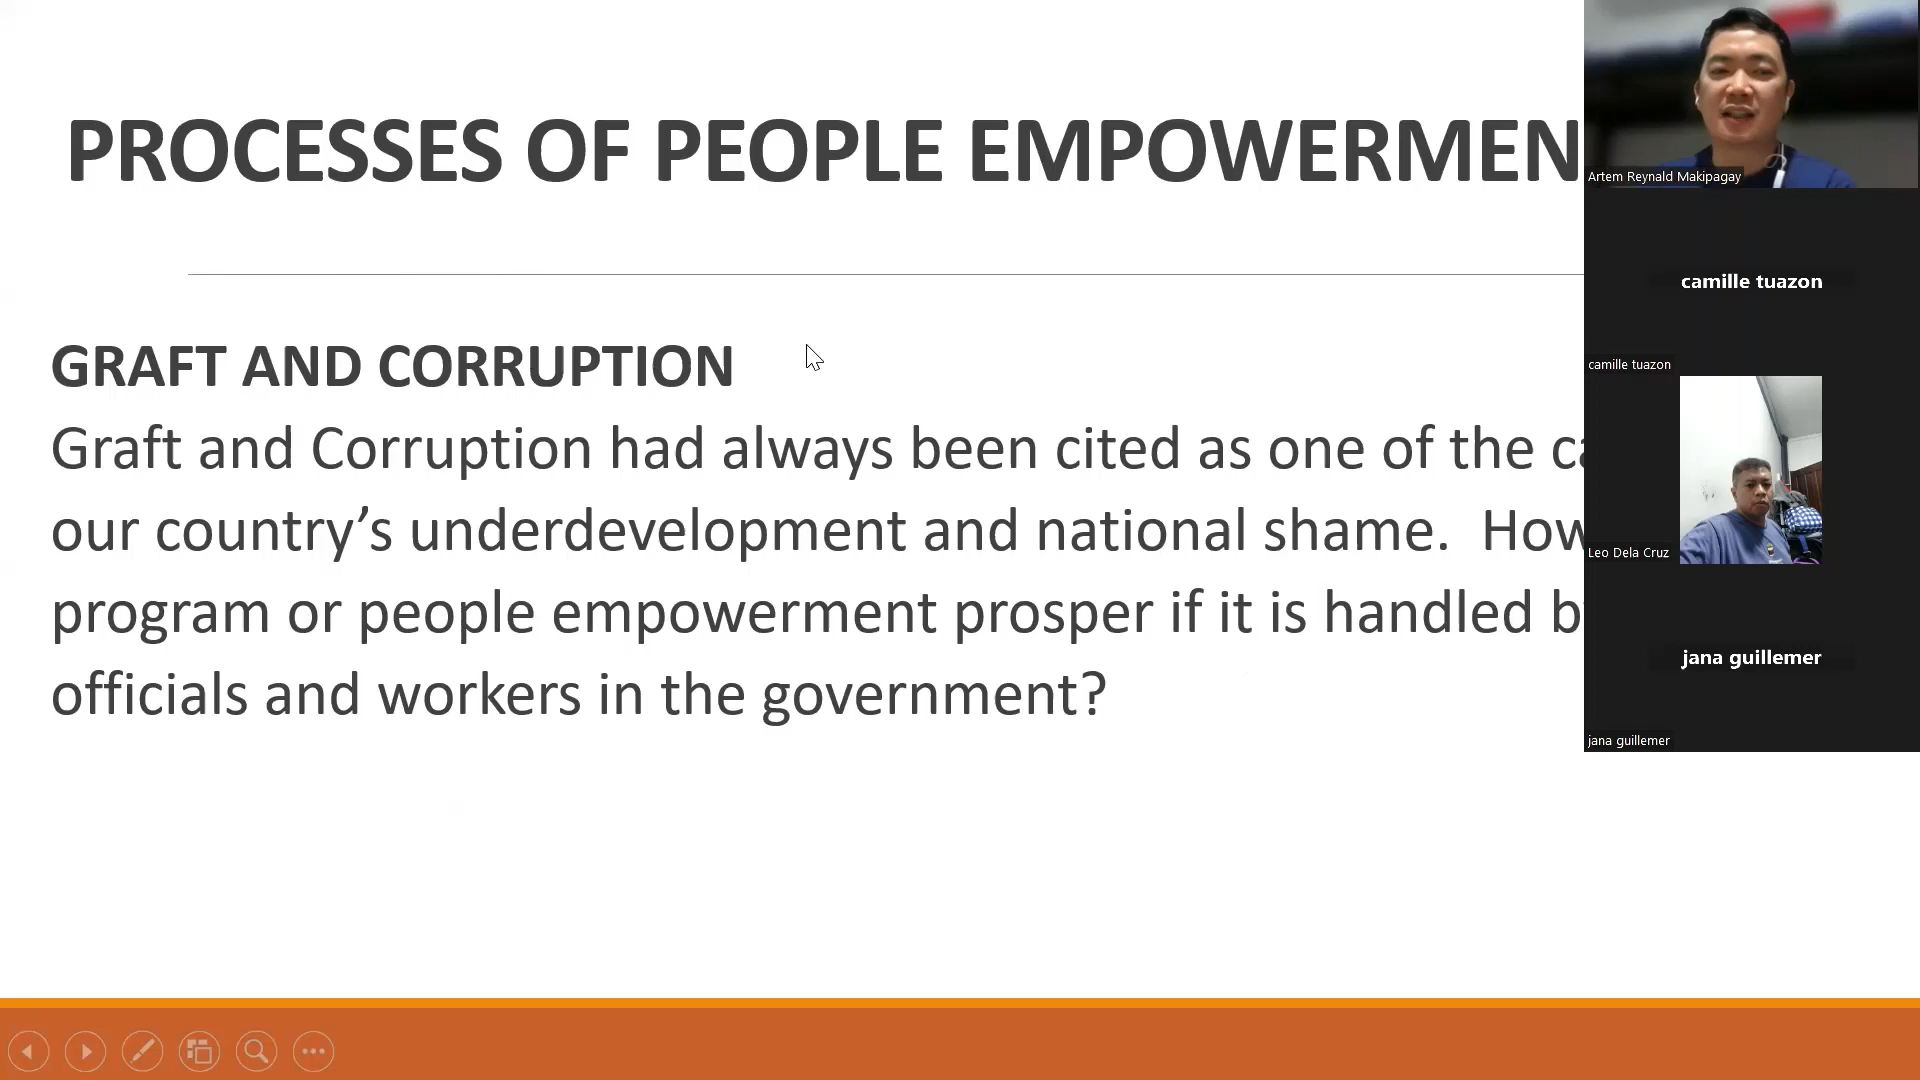 PROCESSES OF PEOPLE EMPOWERMEN
GRAFT AND CORRUPTION
Graft and Corruption had always been cited as one of the
our country’s underdevelopment and national shame.  How
program or people empowerment prosper if it is handled
officials and workers in the government?
Artem Reynald Makipagay
camille tuazon
camille tuazon
Leo Dela Cruz
jana guillemer
jana guillemer